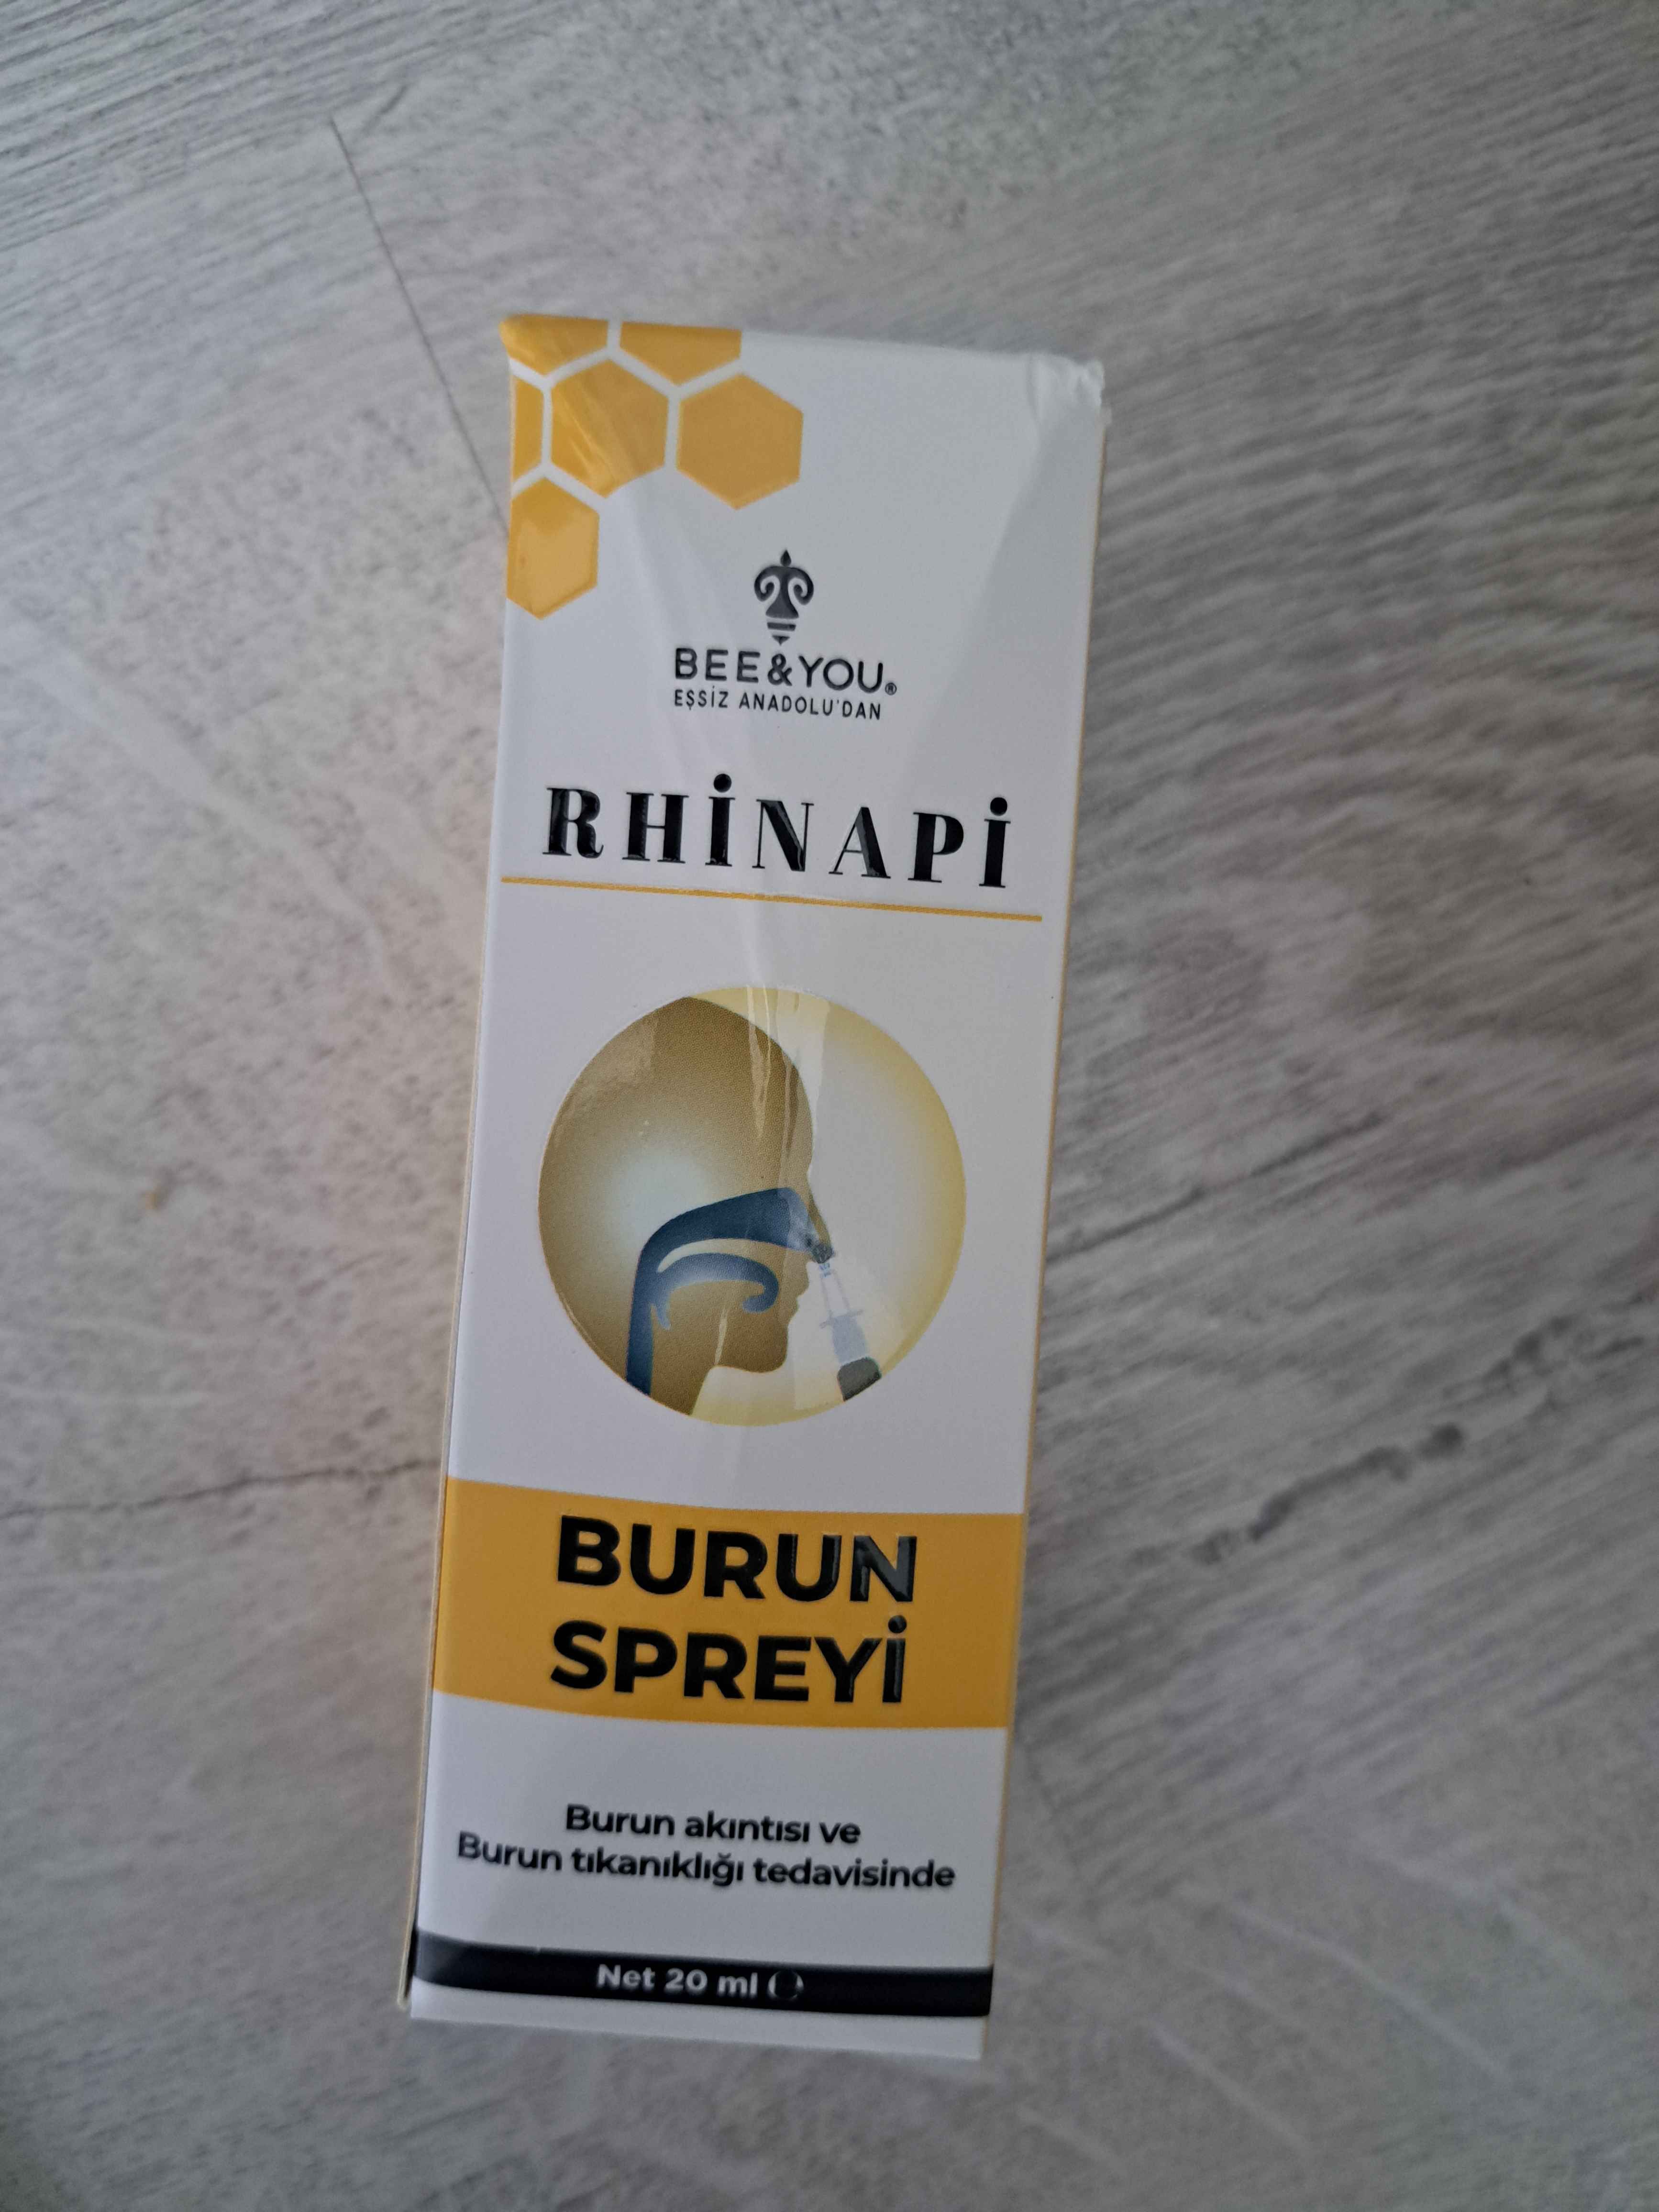 BEE&YOU®
EŞSİZ ANADOLU'DAN
RHİNAPİ
BURUN
SPREYİ
Burun akıntısı ve
Burun tıkanıklığı tedavisinde
Net 20 ml ℮